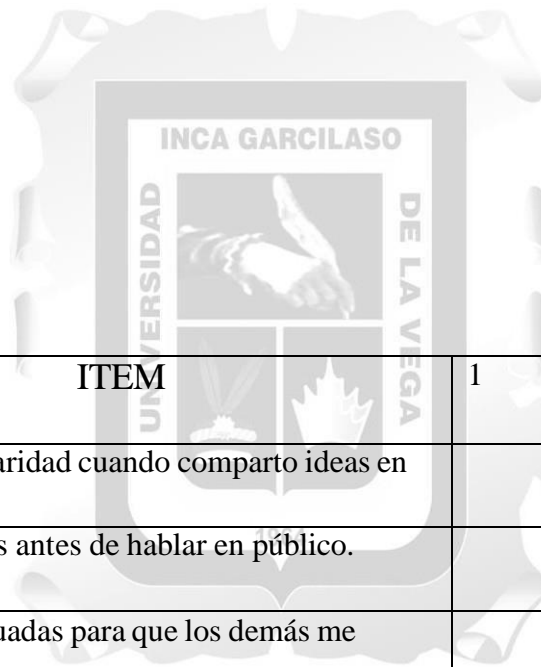 INCA GARCILASO
UNIVERSIDAD
DE LA VEGA
ITEM 1
aridad cuando comparto ideas en
s antes de hablar en público.
1964
uadas para que los demás me